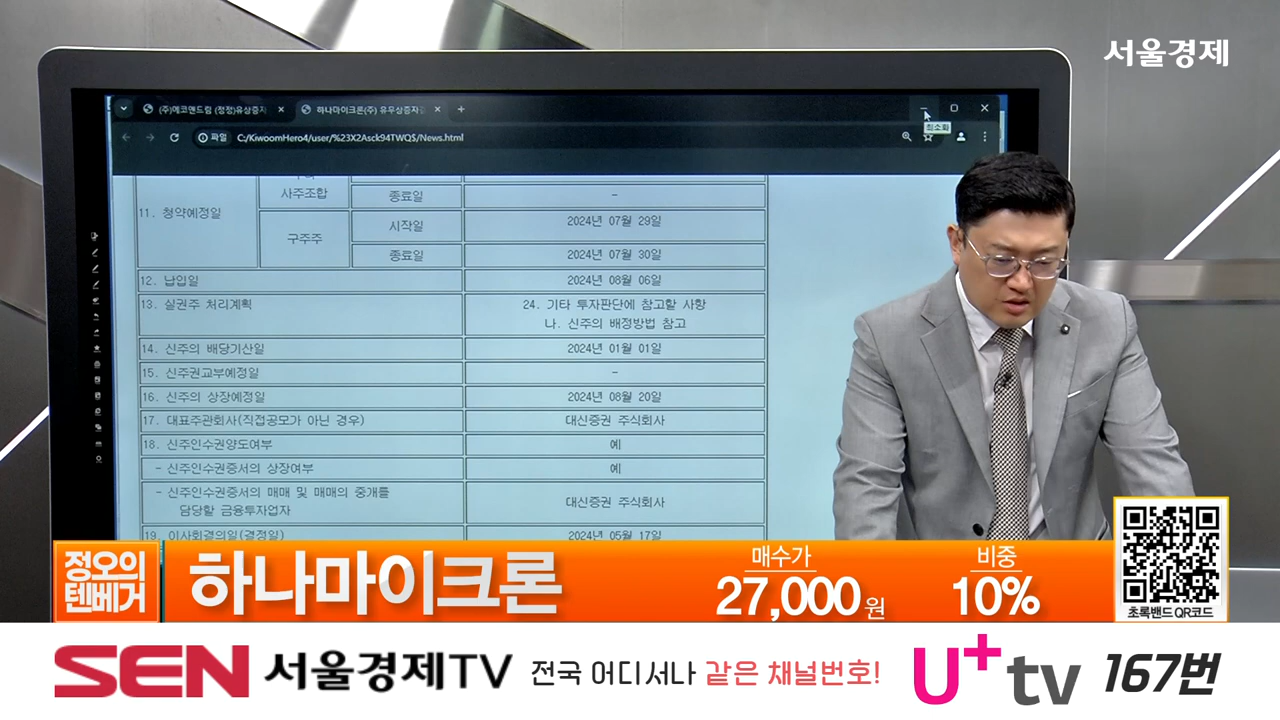 서울경제
(주)에코앤드림 (정정)유상증자
하나마이크론(주) 유무상증자
최소화
파일 C:/KiwoomHero4/user/%23X2Asck94TWQS/News.html
사주조합
종료일
-
11. 청약예정일
구주주
시작일
2024년 07월 29일
종료일
2024년 07월 30일
12. 납입일
2024년 08월 06일
13. 실권주 처리계획
24. 기타 투자판단에 참고할 사항
나. 신주의 배정방법 참고
14. 신주의 배당기산일
2024년 01월 01일
15. 신주권교부예정일
-
16. 신주의 상장예정일
2024년 08월 20일
17. 대표주관회사(직접공모가 아닌 경우)
대신증권 주식회사
18. 신주인수권양도여부
예
- 신주인수권증서의 상장여부
예
- 신주인수권증서의 매매 및 매매의 중개를
담당할 금융투자업자
대신증권 주식회사
19. 이사회결의일(결정일)
2024년 05월 17일
정오의
텐베거
하나마이크론
매수가
27,000원
비중
10%
초록밴드 QR코드
SEN 서울경제TV 전국 어디서나 같은 채널번호! U+ tv 167번